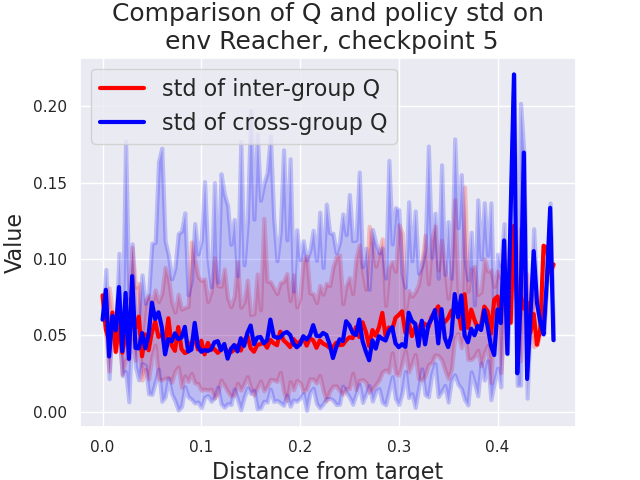 Comparison of Q and policy std on
env Reacher, checkpoint 5
std of inter-group Q
std of cross-group Q
Value
0.20
0.15
0.10
0.05
0.00
0.0
0.1
0.2
0.3
0.4
Distance from target